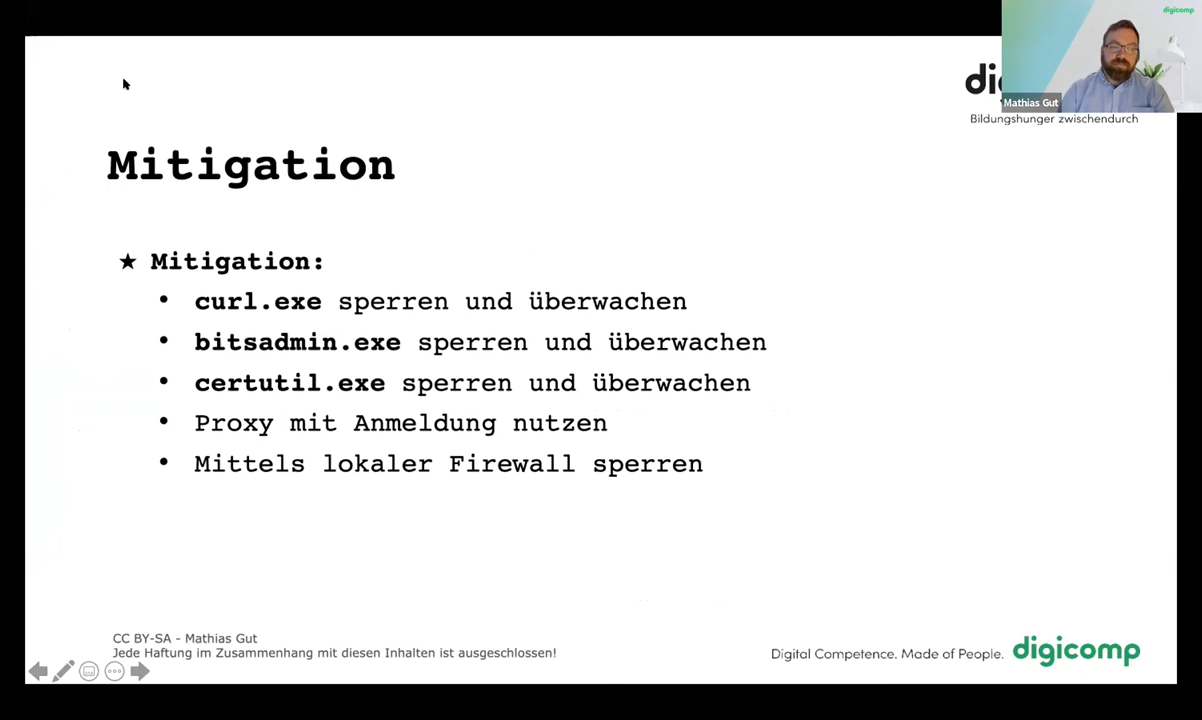 digicomp
di
Mathias Gut
Bildungshunger zwischendurch
Mitigation
★ Mitigation:
• curl.exe sperren und überwachen
• bitsadmin.exe sperren und überwachen
• certutil.exe sperren und überwachen
• Proxy mit Anmeldung nutzen
• Mittels lokaler Firewall sperren
CC BY-SA - Mathias Gut
Jede Haftung im Zusammenhang mit diesen Inhalten ist ausgeschlossen!
Digital Competence. Made of People. digicomp